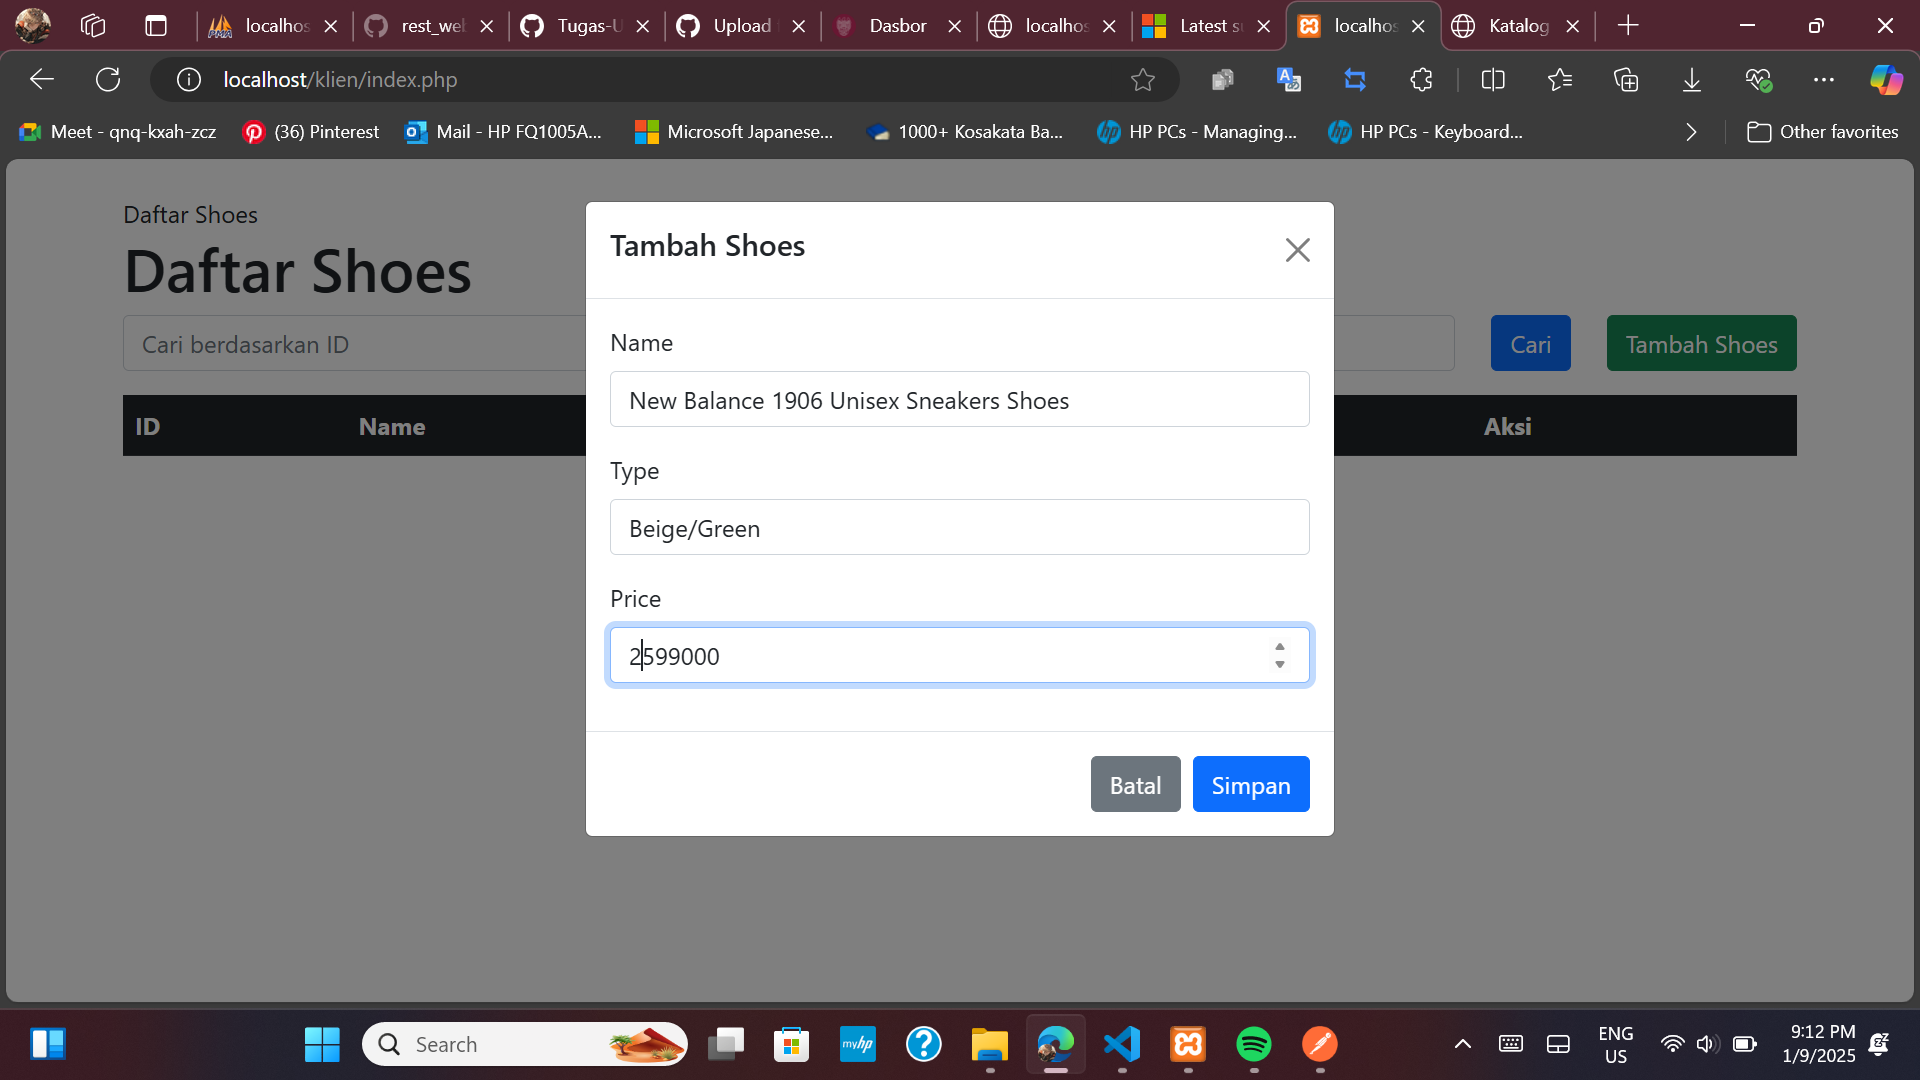 localhos
rest_web
Tugas-U
Upload
Dasbor
localhos
Latest su
localhos
Katalog
localhost/klien/index.php
Meet - qnq-kxah-zcz
(36) Pinterest
Mail - HP FQ1005A...
Microsoft Japanese...
1000+ Kosakata Ba...
HP PCs - Managing...
HP PCs - Keyboard...
Other favorites
Daftar Shoes
Daftar Shoes
Cari berdasarkan ID
Cari
Tambah Shoes
ID
Name
Aksi
Tambah Shoes
Name
New Balance 1906 Unisex Sneakers Shoes
Type
Beige/Green
Price
2599000
Batal
Simpan
Search
myhp
ENG
US
9:12 PM
1/9/2025